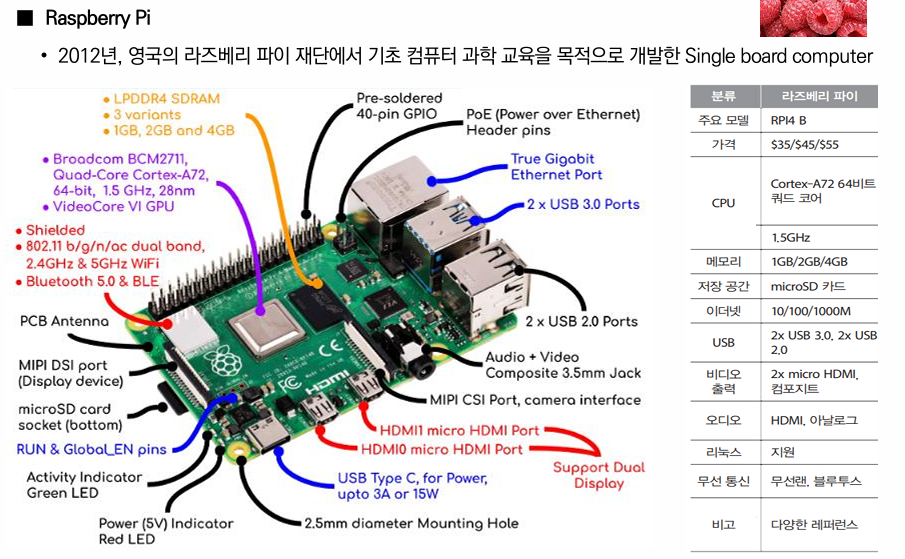 ■ Raspberry Pi
• 2012년, 영국의 라즈베리 파이 재단에서 기초 컴퓨터 과학 교육을 목적으로 개발한 Single board computer
• LPDDR4 SDRAM
• 3 variants
• 1GB, 2GB and 4GB
Pre-soldered
40-pin GPIO
PoE (Power over Ethernet)
Header pins
• Broadcom BCM2711,
Quad-Core Cortex-A72,
64-bit, 1.5 GHz, 28nm
• VideoCore VI GPU
True Gigabit
Ethernet Port
2 x USB 3.0 Ports
• Shielded
• 802.11 b/g/n/ac dual band,
2.4GHz & 5GHz WiFi
• Bluetooth 5.0 & BLE
PCB Antenna
2 x USB 2.0 Ports
MIPI DSI port
(Display device)
Audio + Video
Composite 3.5mm Jack
microSD card
socket (bottom)
MIPI CSI Port, camera interface
RUN & Global_EN pins
HDMI1 micro HDMI Port
HDMI0 micro HDMI Port
Support Dual
Display
Activity Indicator
Green LED
USB Type C, for Power,
upto 3A or 15W
Power (5V) Indicator
Red LED
2.5mm diameter Mounting Hole
CE
FC
HDMI
분류 라즈베리 파이
주요 모델 RPI4 B
가격 $35/$45/$55
CPU Cortex-A72 64비트
쿼드 코어
1.5GHz
메모리 1GB/2GB/4GB
저장 공간 microSD 카드
이더넷 10/100/1000M
USB 2x USB 3.0, 2x USB
2.0
비디오 2x micro HDMI,
출력 컴포지트
오디오 HDMI, 아날로그
리눅스 지원
무선 통신 무선랜, 블루투스
비고 다양한 레퍼런스